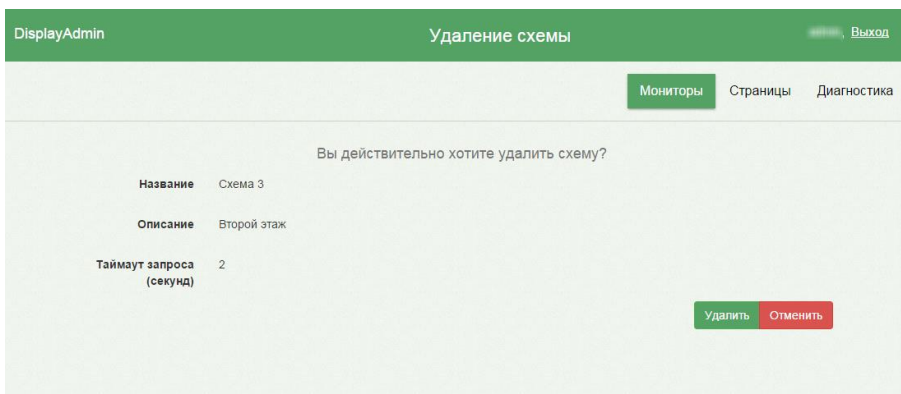 DisplayAdmin
Удаление схемы
, Выход
Мониторы Страницы Диагностика
Вы действительно хотите удалить схему?
Название Схема 3
Описание Второй этаж
Таймаут запроса 2
(секунд)
Удалить Отменить